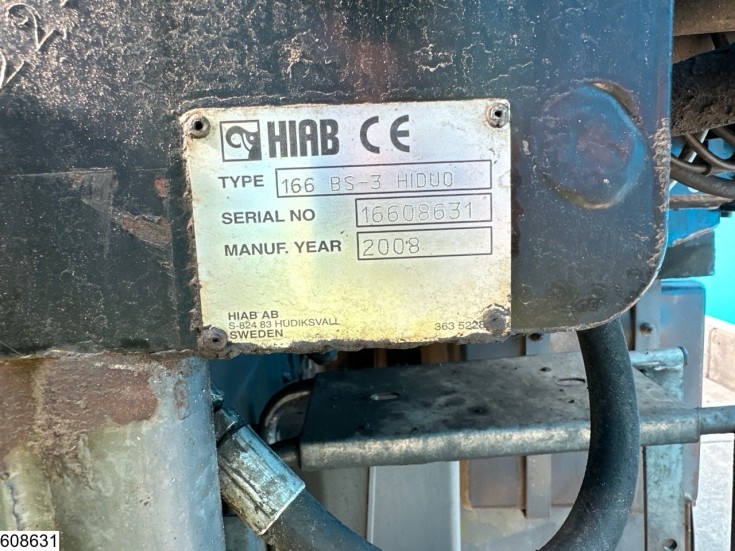 HIAB CE
TYPE 166 BS-3 HIDUO
SERIAL NO 16608631
MANUF. YEAR 2008
HIAB AB
S-824 83 HUDIKSVALL
SWEDEN
608631